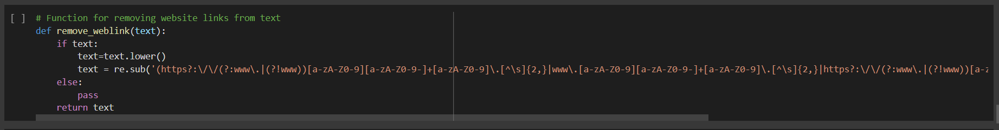 [ ] # Function for removing website links from text
def remove_weblink(text):
if text:
text=text.lower()
text = re.sub('(https?:\/\/(?:www\.|(?!www))[a-zA-Z0-9][a-zA-Z0-9-]+[a-zA-Z0-9]\.[^\s]{2,}|www\.[a-zA-Z0-9][a-zA-Z0-9-]+[a-zA-Z0-9]\.[^\s]{2,}|https?:\/\/(?:www\.|(?!www))[a-z
else:
pass
return text